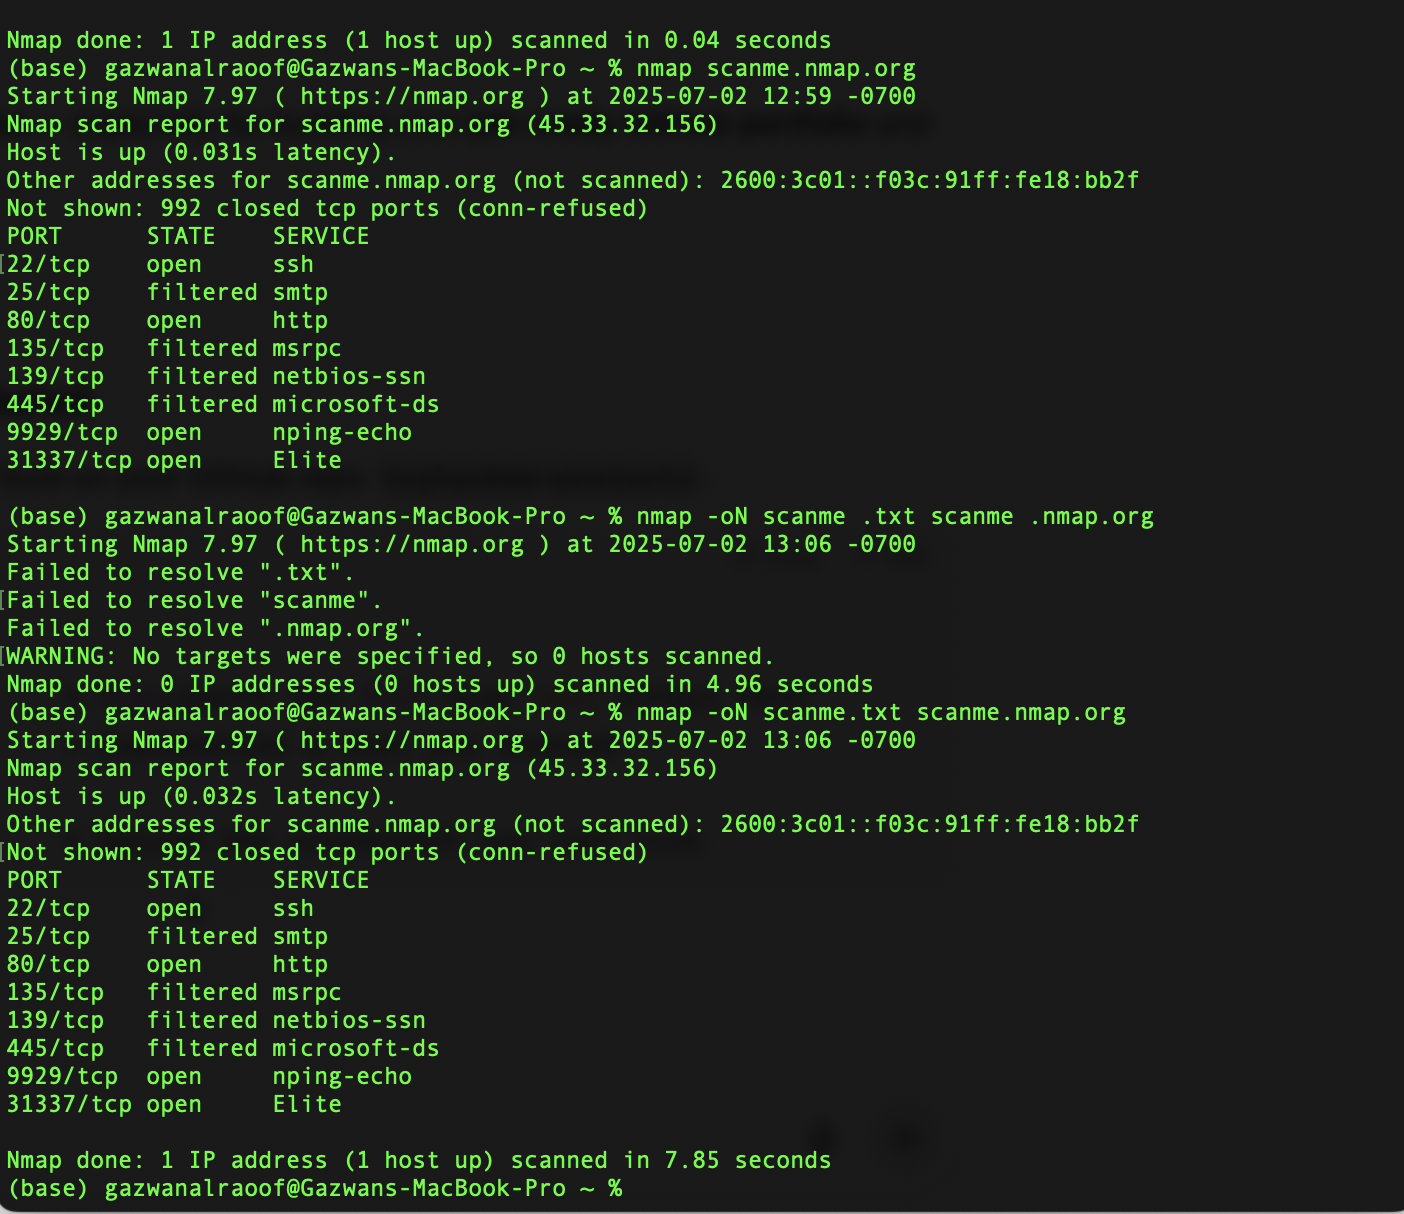 Nmap done: 1 IP address (1 host up) scanned in 0.04 seconds
(base) gazwanalraoof@Gazwans-MacBook-Pro ~ % nmap scanme.nmap.org
Starting Nmap 7.97 ( https://nmap.org ) at 2025-07-02 12:59 -0700
Nmap scan report for scanme.nmap.org (45.33.32.156)
Host is up (0.031s latency).
Other addresses for scanme.nmap.org (not scanned): 2600:3c01::f03c:91ff:fe18:bb2f
Not shown: 992 closed tcp ports (conn-refused)
PORT      STATE    SERVICE
22/tcp    open     ssh
25/tcp    filtered smtp
80/tcp    open     http
135/tcp   filtered msrpc
139/tcp   filtered netbios-ssn
445/tcp   filtered microsoft-ds
9929/tcp  open     nping-echo
31337/tcp open     Elite
(base) gazwanalraoof@Gazwans-MacBook-Pro ~ % nmap -oN scanme .txt scanme .nmap.org
Starting Nmap 7.97 ( https://nmap.org ) at 2025-07-02 13:06 -0700
Failed to resolve ".txt".
Failed to resolve "scanme".
Failed to resolve ".nmap.org".
WARNING: No targets were specified, so 0 hosts scanned.
Nmap done: 0 IP addresses (0 hosts up) scanned in 4.96 seconds
(base) gazwanalraoof@Gazwans-MacBook-Pro ~ % nmap -oN scanme.txt scanme.nmap.org
Starting Nmap 7.97 ( https://nmap.org ) at 2025-07-02 13:06 -0700
Nmap scan report for scanme.nmap.org (45.33.32.156)
Host is up (0.032s latency).
Other addresses for scanme.nmap.org (not scanned): 2600:3c01::f03c:91ff:fe18:bb2f
Not shown: 992 closed tcp ports (conn-refused)
PORT      STATE    SERVICE
22/tcp    open     ssh
25/tcp    filtered smtp
80/tcp    open     http
135/tcp   filtered msrpc
139/tcp   filtered netbios-ssn
445/tcp   filtered microsoft-ds
9929/tcp  open     nping-echo
31337/tcp open     Elite
Nmap done: 1 IP address (1 host up) scanned in 7.85 seconds
(base) gazwanalraoof@Gazwans-MacBook-Pro ~ %